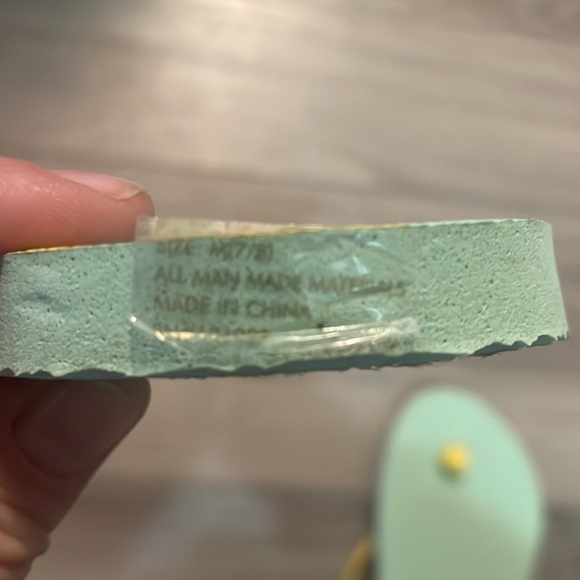 SIZE M(7/8)
ALL MAN MADE MATERIALS
MADE IN CHINA